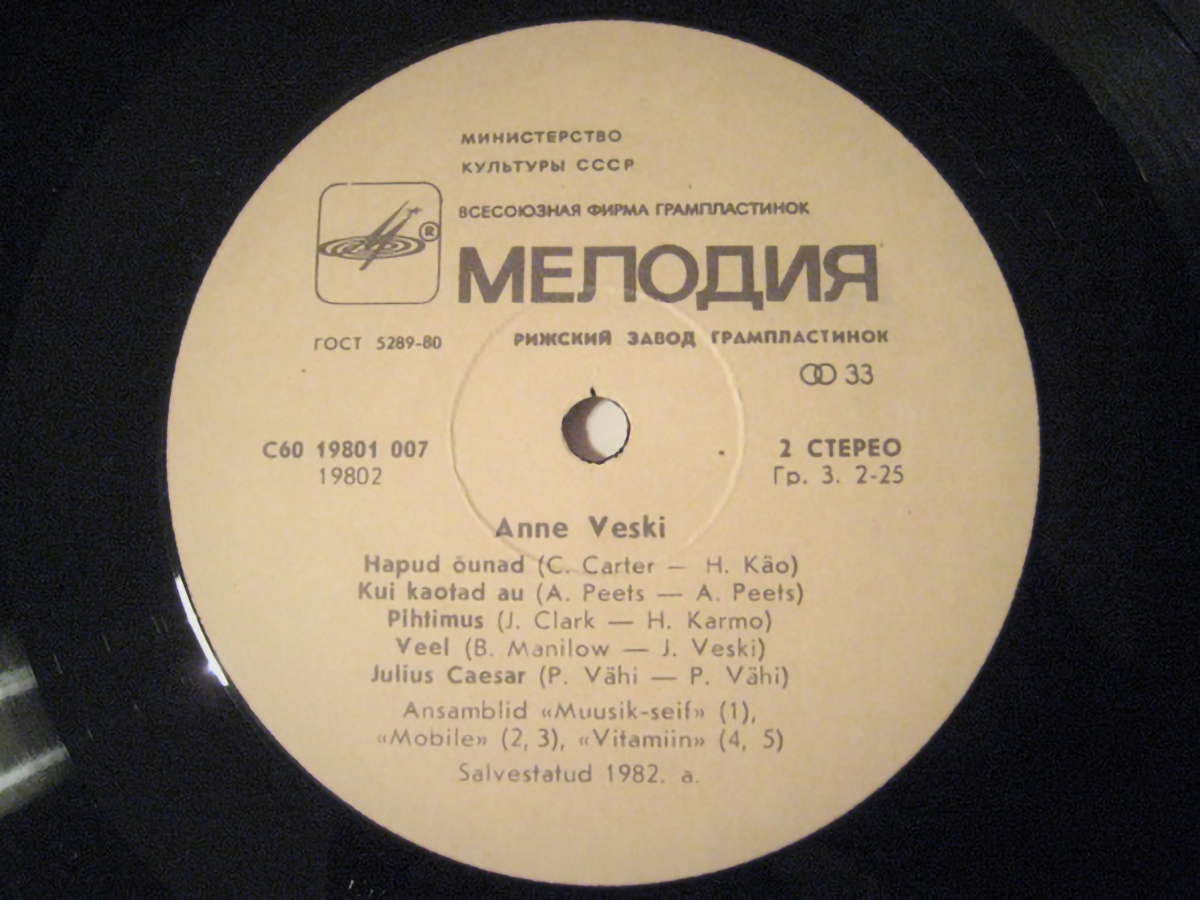 МИНИСТЕРСТВО
КУЛЬТУРЫ СССР
ВСЕСОЮЗНАЯ ФИРМА ГРАМПЛАСТИНОК
®
МЕЛОДИЯ
ГОСТ 5289-80
РИЖСКИЙ ЗАВОД ГРАМПЛАСТИНОК
33
С60 19801 007
19802
2 СТЕРЕО
Гр. 3. 2-25
Anne Veski
Hapud õunad (C. Carter — H. Käo)
Kui kaotad au (A. Peets — A. Peets)
Pihtimus (J. Clark — H. Karmo)
Veel (B. Manilow — J. Veski)
Julius Caesar (P. Vähi — P. Vähi)
Ansamblid «Muusik-seif» (1),
«Mobile» (2, 3), «Vitamiin» (4, 5)
Salvestatud 1982. a.